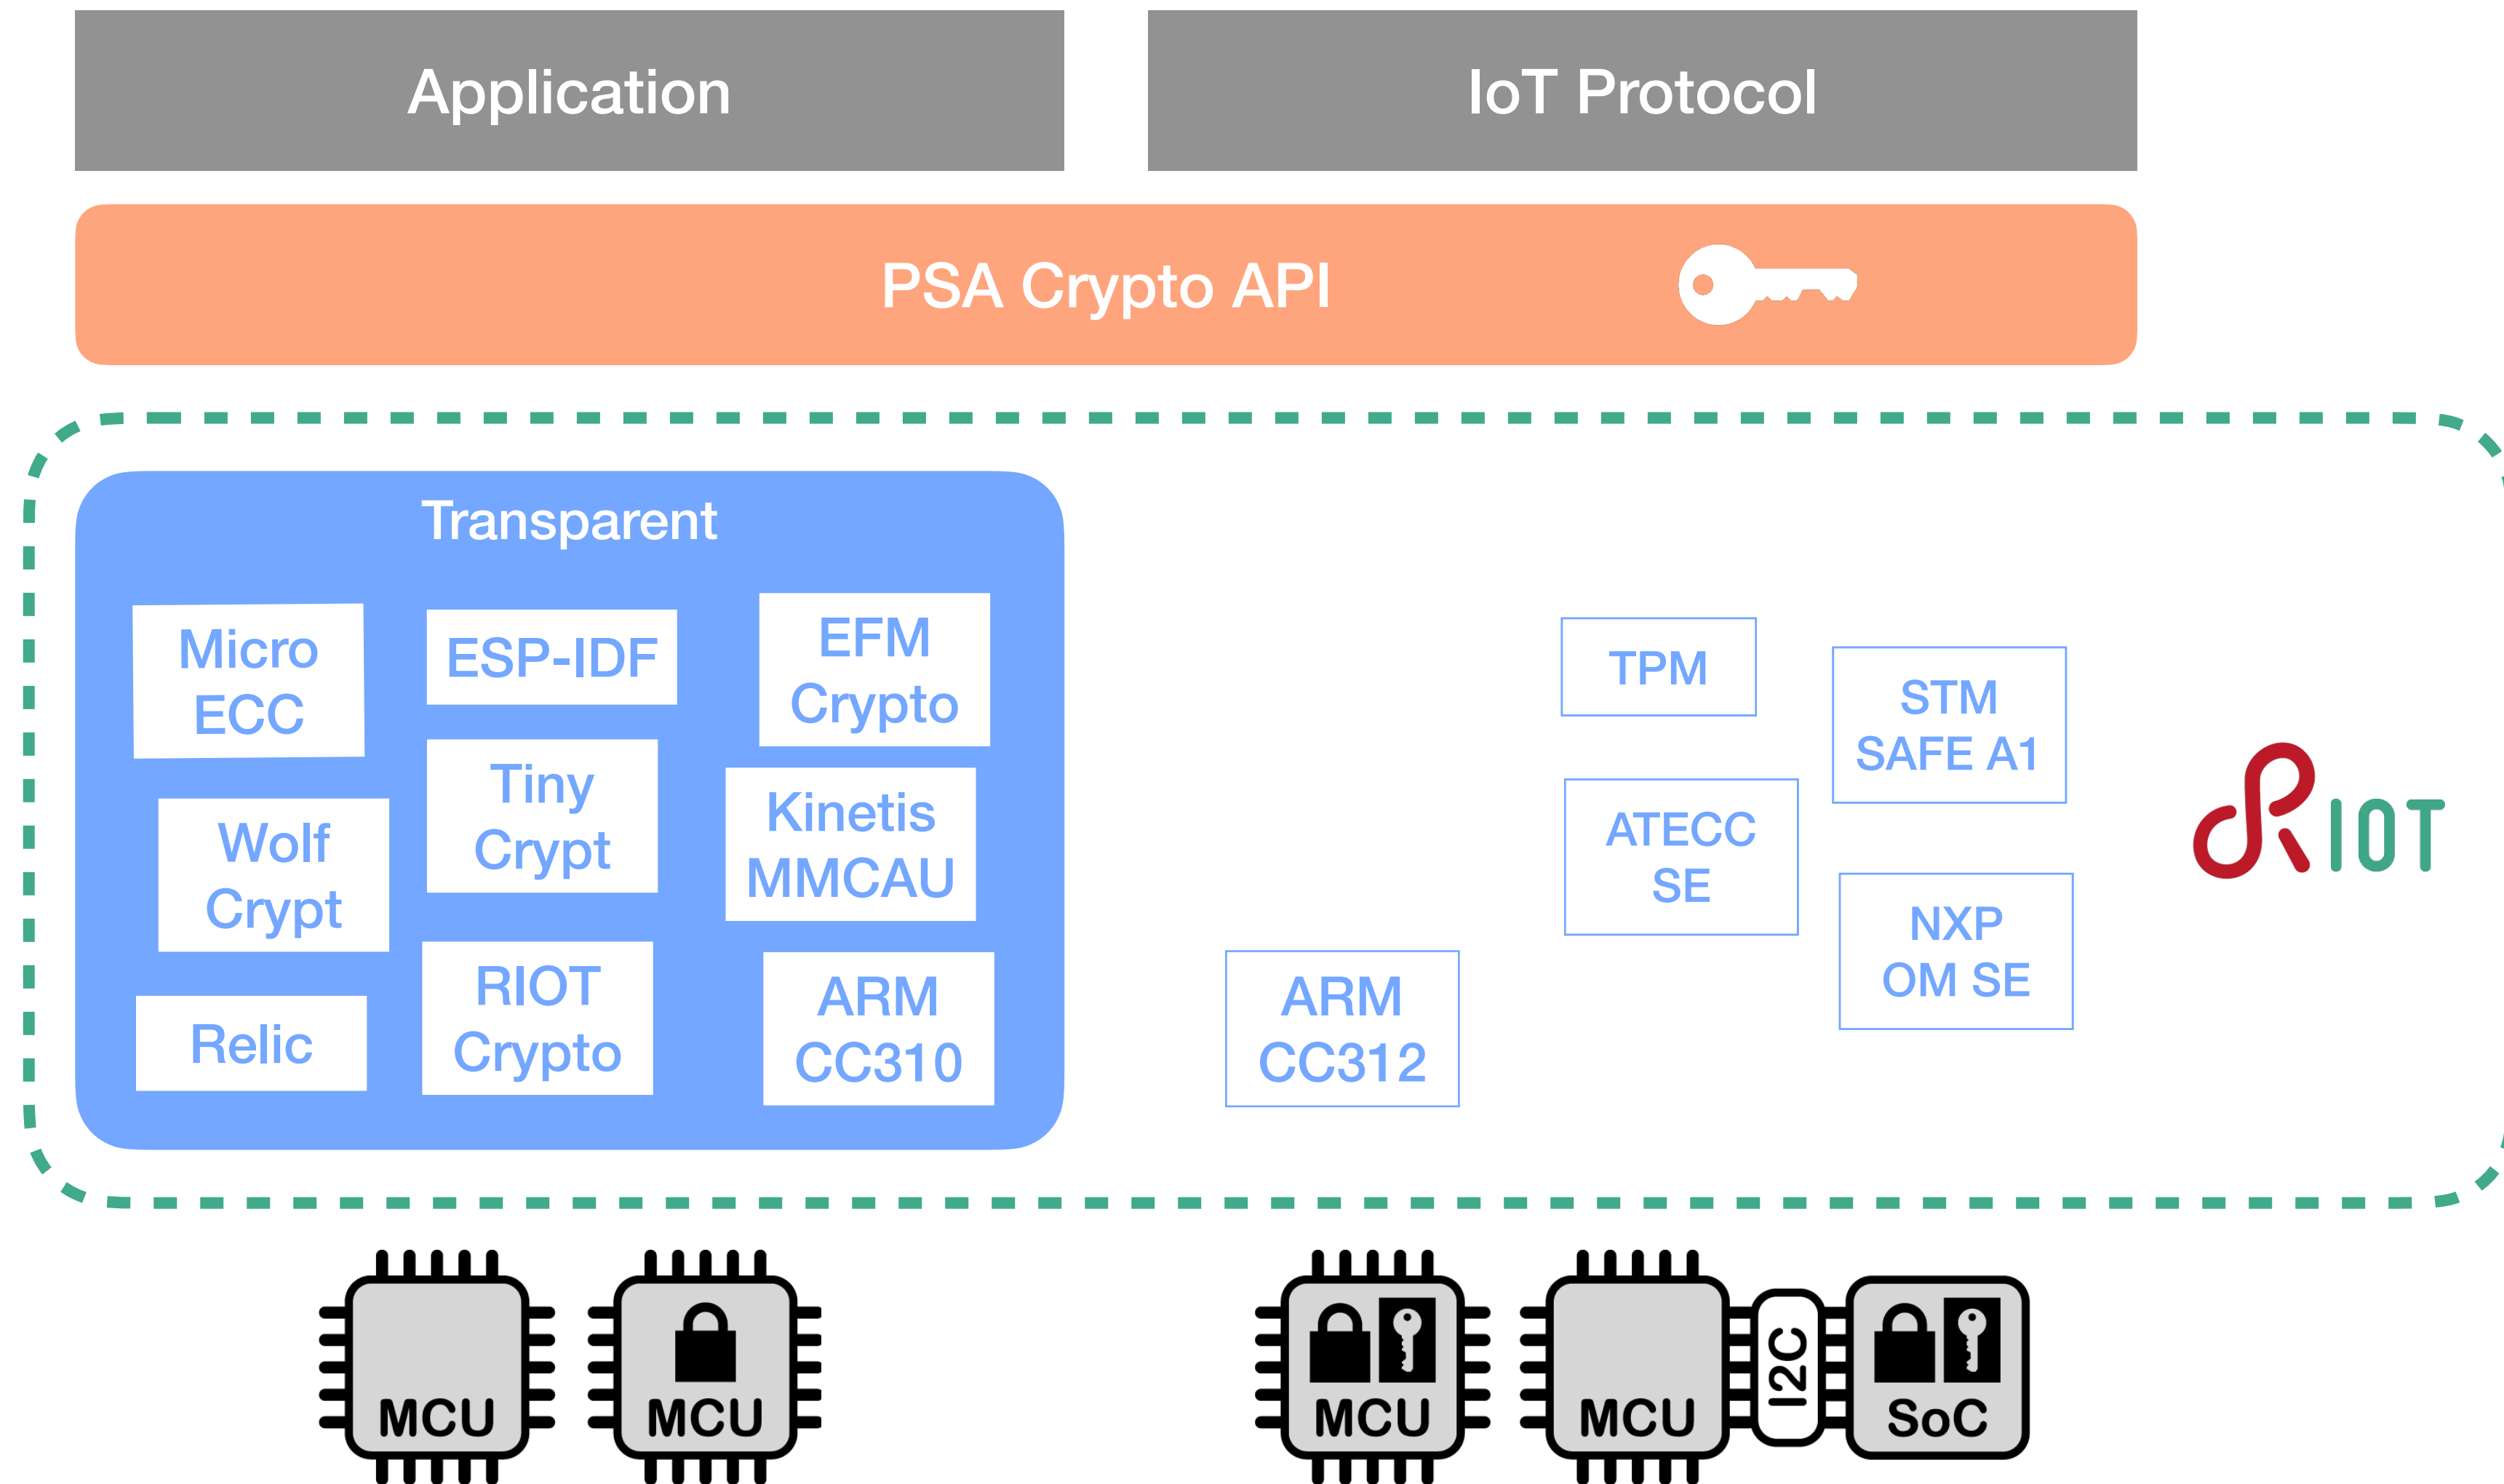 Application
IoT Protocol
PSA Crypto API
Transparent
Micro
ECC
ESP-IDF
EFM
Crypto
Wolf
Crypt
Tiny
Crypt
Kinetis
MMCAU
Relic
RIOT
Crypto
ARM
CC310
ARM
CC312
TPM
ATECC
SE
STM
SAFE A1
NXP
OM SE
RIOT
MCU
MCU
MCU
MCU
I2C
SoC